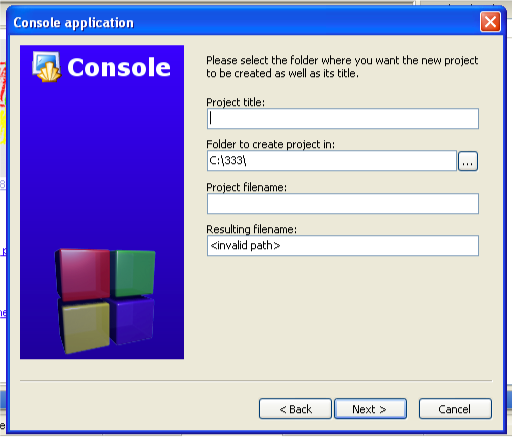 Console application
Console
Please select the folder where you want the new project
to be created as well as its title.
Project title:
Folder to create project in:
C:\333\
...
Project filename:
Resulting filename:
<invalid path>
< Back
Next >
Cancel